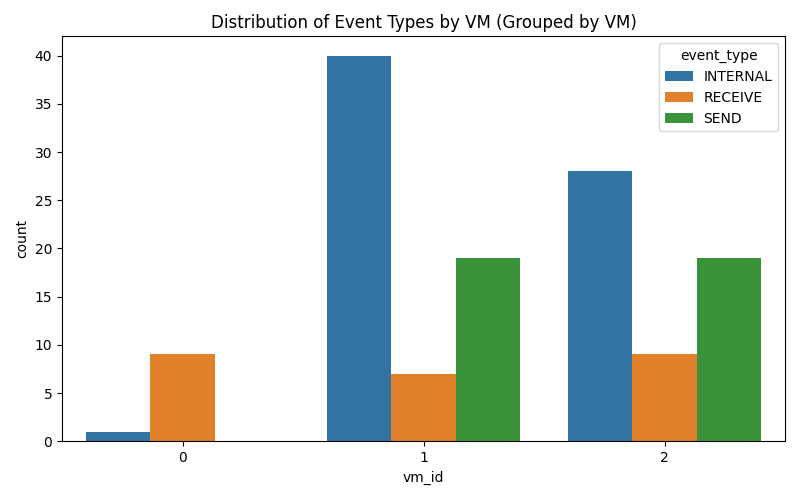 Distribution of Event Types by VM (Grouped by VM)
event_type
INTERNAL
RECEIVE
SEND
count
40
35
30
25
20
15
10
5
0
0 1 2
vm_id